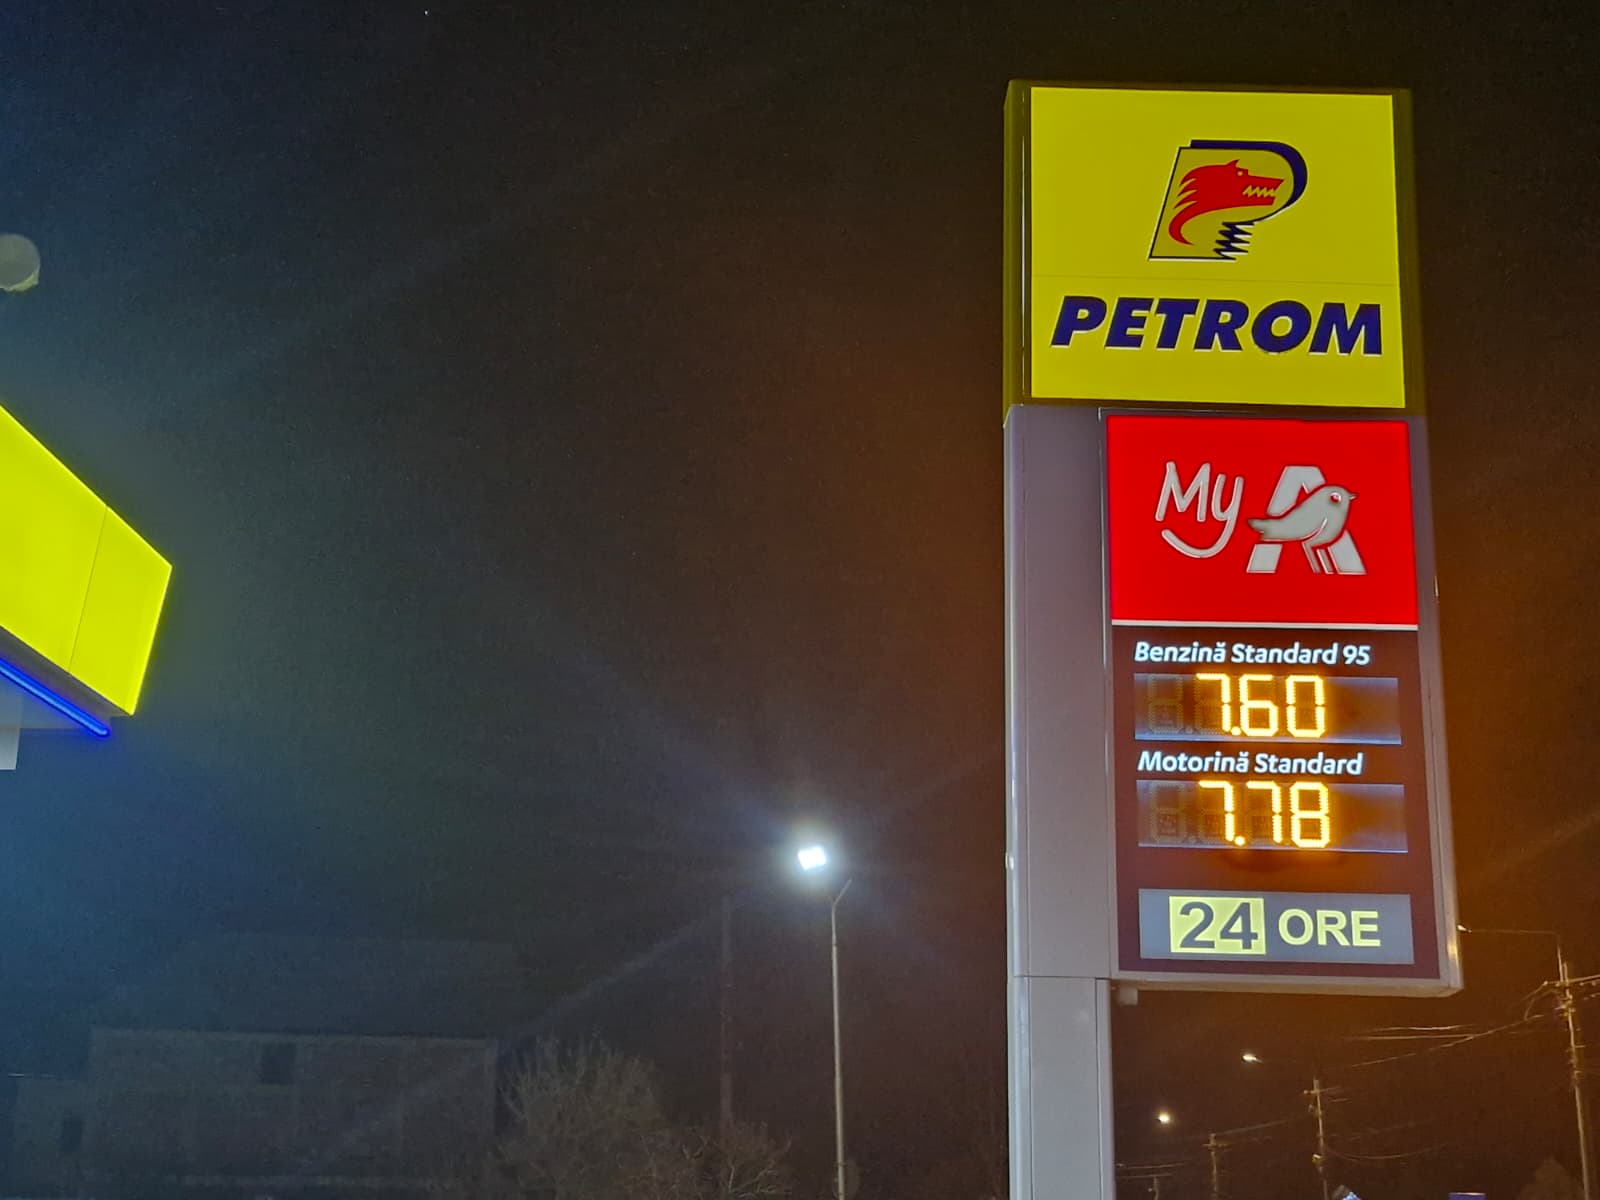 PETROM
My A
Benzină Standard 95
7.60
Motorină Standard
7.78
24 ORE